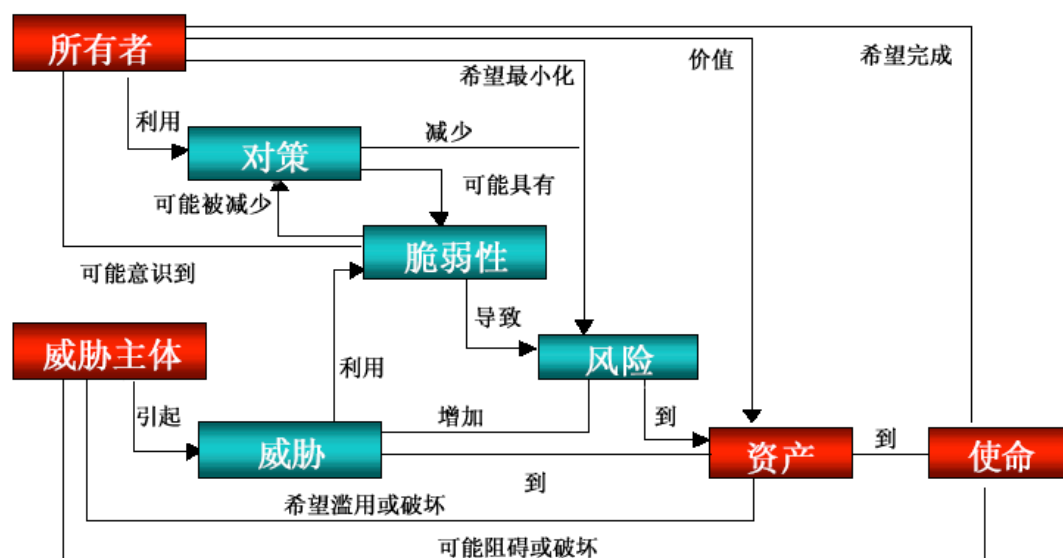 所有者
价值
希望完成
希望最小化
利用
减少
对策
可能具有
可能被减少
脆弱性
可能意识到
导致
威胁主体
风险
利用
引起
增加
到
到
威胁
资产
使命
到
希望滥用或破坏
可能阻碍或破坏